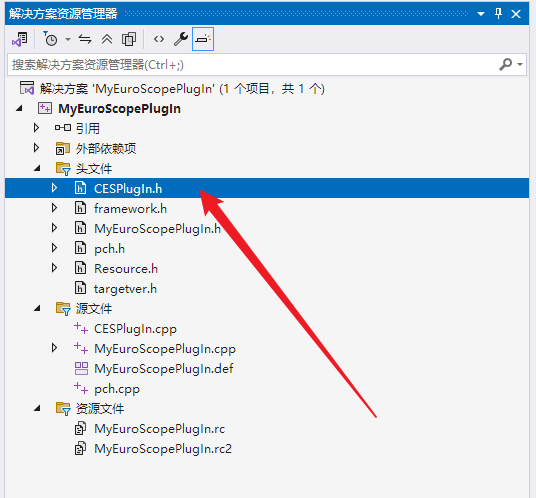 解决方案资源管理器
搜索解决方案资源管理器(Ctrl+;)
解决方案 'MyEuroScopePlugIn' (1 个项目，共 1 个)
MyEuroScopePlugIn
引用
外部依赖项
头文件
CESPlugIn.h
framework.h
MyEuroScopePlugIn.h
pch.h
Resource.h
targetver.h
源文件
CESPlugIn.cpp
MyEuroScopePlugIn.cpp
MyEuroScopePlugIn.def
pch.cpp
资源文件
MyEuroScopePlugIn.rc
MyEuroScopePlugIn.rc2